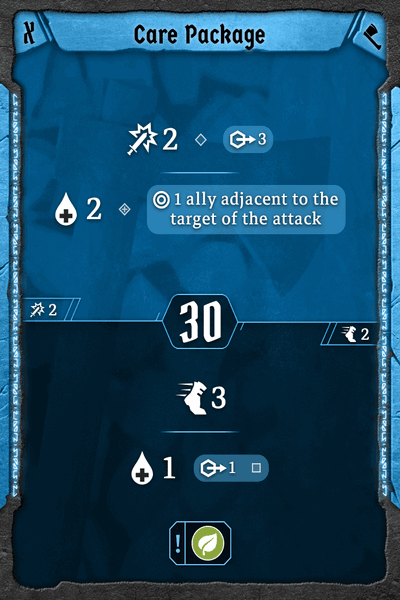 X
Care Package
2
3
2
1 ally adjacent to the
target of the attack
2
30
2
3
1
1
!